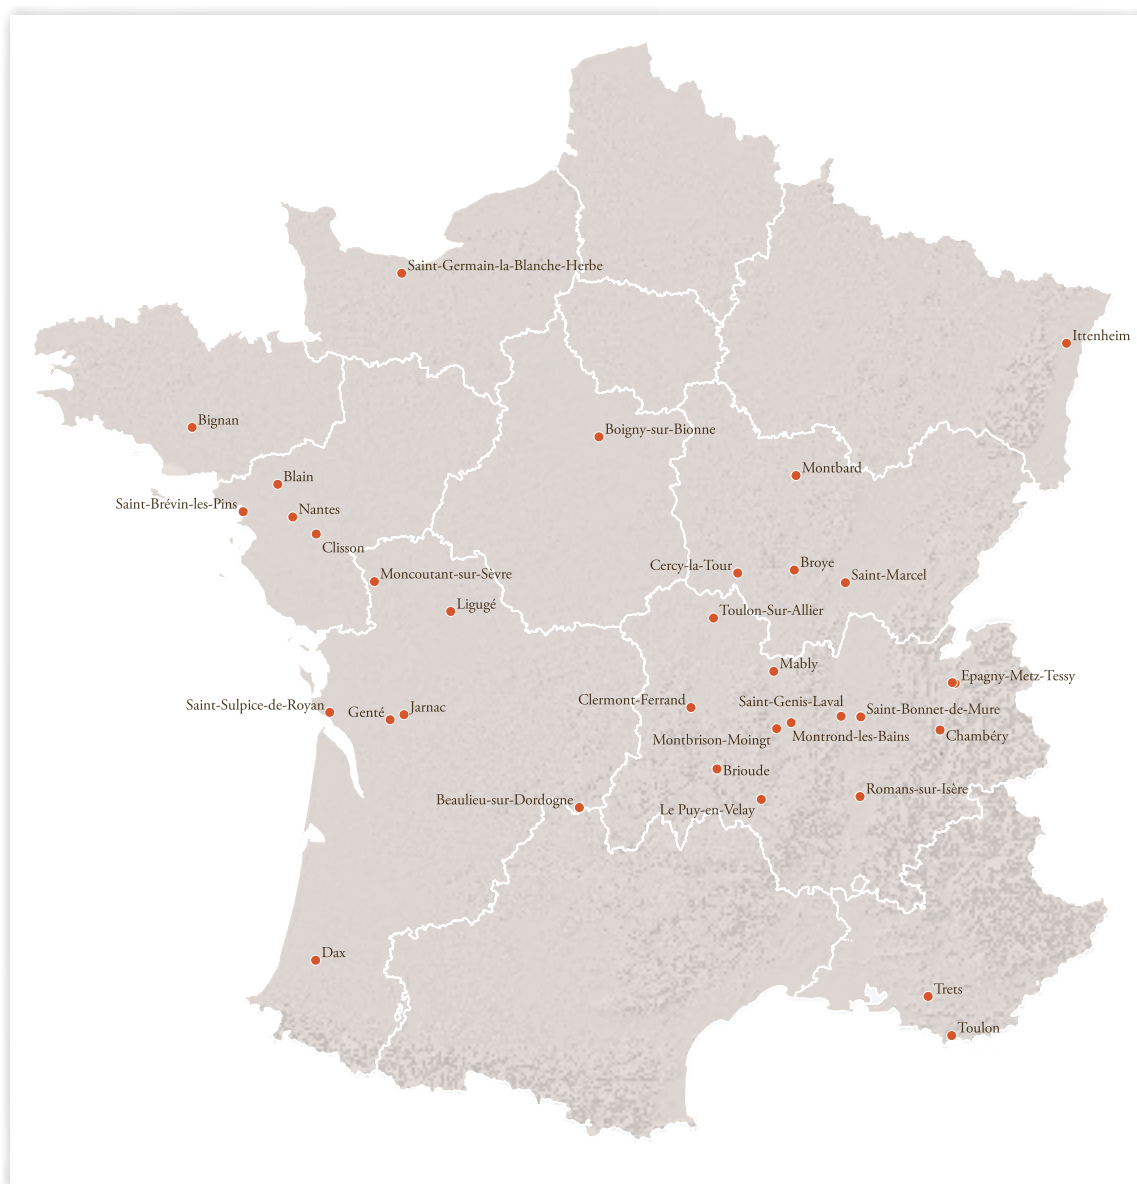 Saint-Germain-la-Blanche-Herbe
Ittenheim
Bignan
Boigny-sur-Bionne
Montbard
Blain
Saint-Brévin-les-Pins
Nantes
Clisson
Cercy-la-Tour
Broye
Moncoutant-sur-Sèvre
Saint-Marcel
Ligugé
Toulon-Sur-Allier
Mably
Epagny-Metz-Tessy
Clermont-Ferrand
Saint-Genis-Laval
Saint-Sulpice-de-Royan
Genté
Jarnac
Saint-Bonnet-de-Mure
Montbrison-Moingt
Montrond-les-Bains
Chambéry
Brioude
Romans-sur-Isère
Beaulieu-sur-Dordogne
Le Puy-en-Velay
Dax
Trets
Toulon